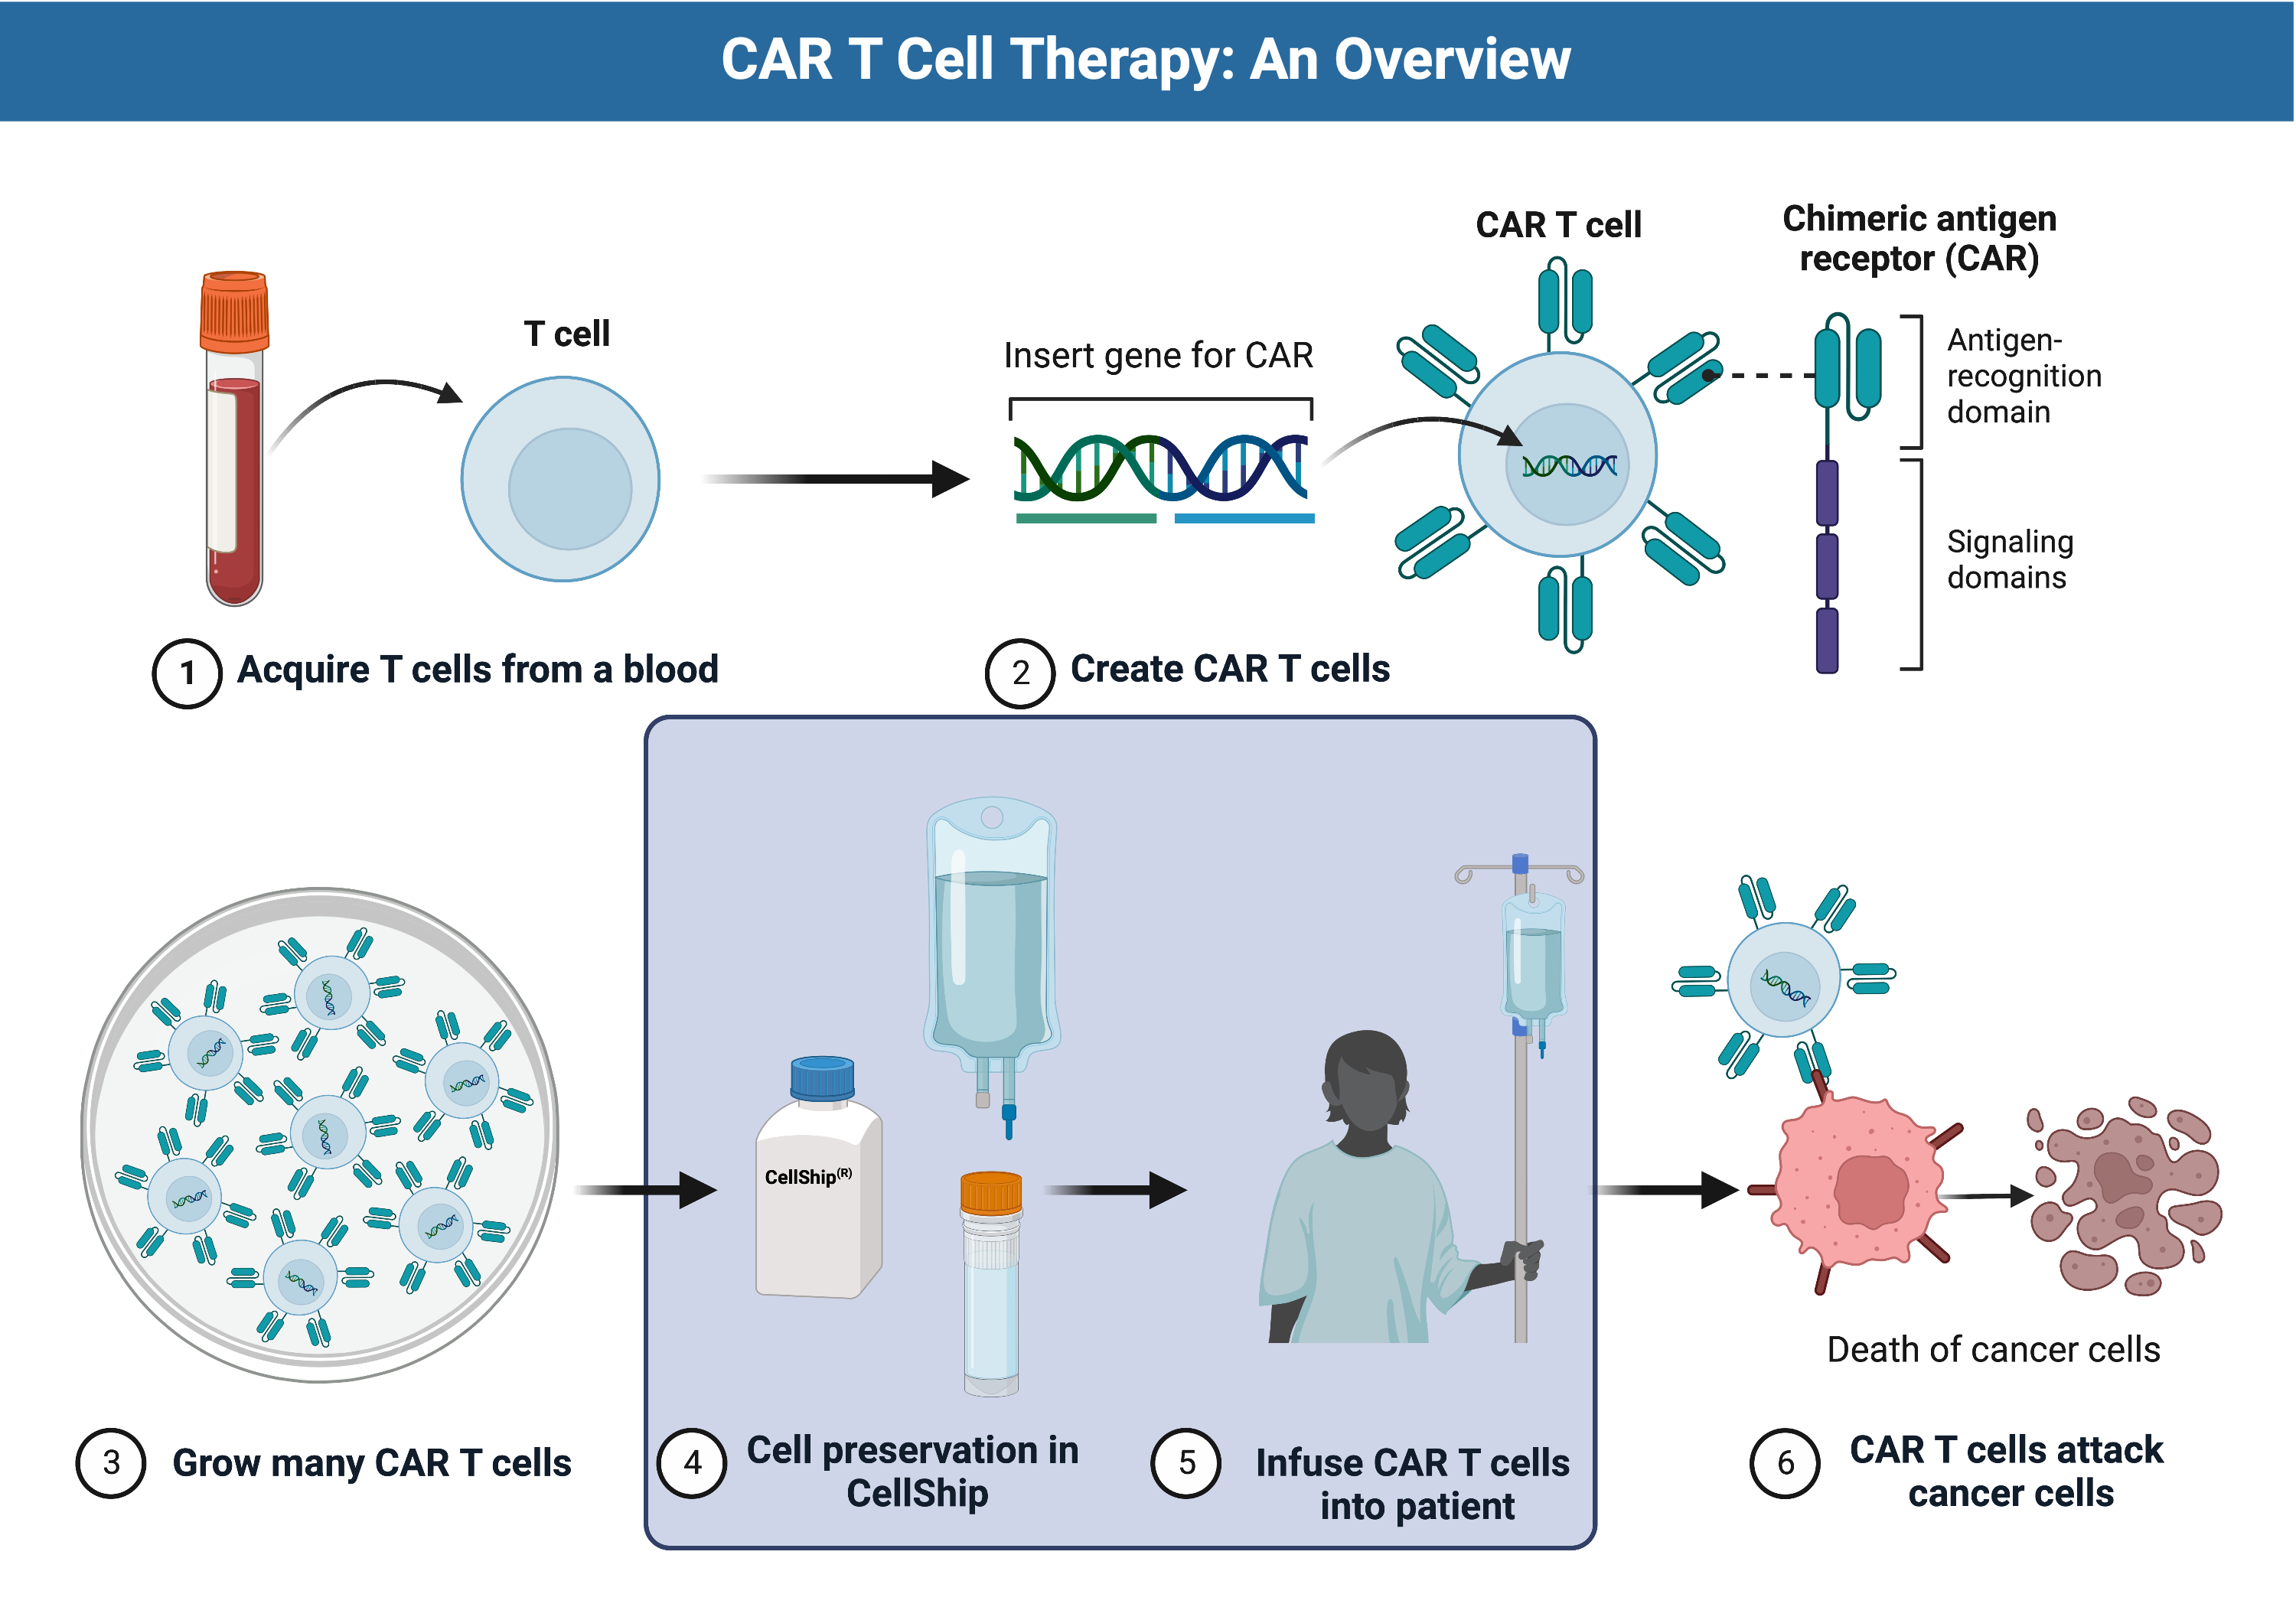 CAR T Cell Therapy: An Overview
T cell
Insert gene for CAR
CAR T cell
Chimeric antigen
receptor (CAR)
Antigen-
recognition
domain
Signaling
domains
1 Acquire T cells from a blood
2 Create CAR T cells
CellShip(R)
Death of cancer cells
3 Grow many CAR T cells
4 Cell preservation in
CellShip
5 Infuse CAR T cells
into patient
6 CAR T cells attack
cancer cells